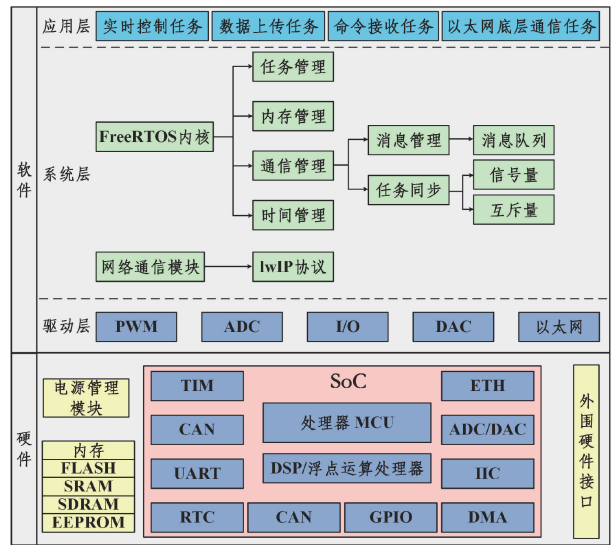 应用层
实时控制任务
数据上传任务
命令接收任务
以太网底层通信任务
软件
系统层
FreeRTOS内核
任务管理
内存管理
通信管理
时间管理
消息管理
消息队列
任务同步
信号量
互斥量
网络通信模块
lwIP协议
驱动层
PWM
ADC
I/O
DAC
以太网
硬件
电源管理
模块
内存
FLASH
SRAM
SDRAM
EEPROM
SoC
TIM
ETH
CAN
处理器 MCU
ADC/DAC
UART
DSP/浮点运算处理器
IIC
RTC
CAN
GPIO
DMA
外围硬件接口